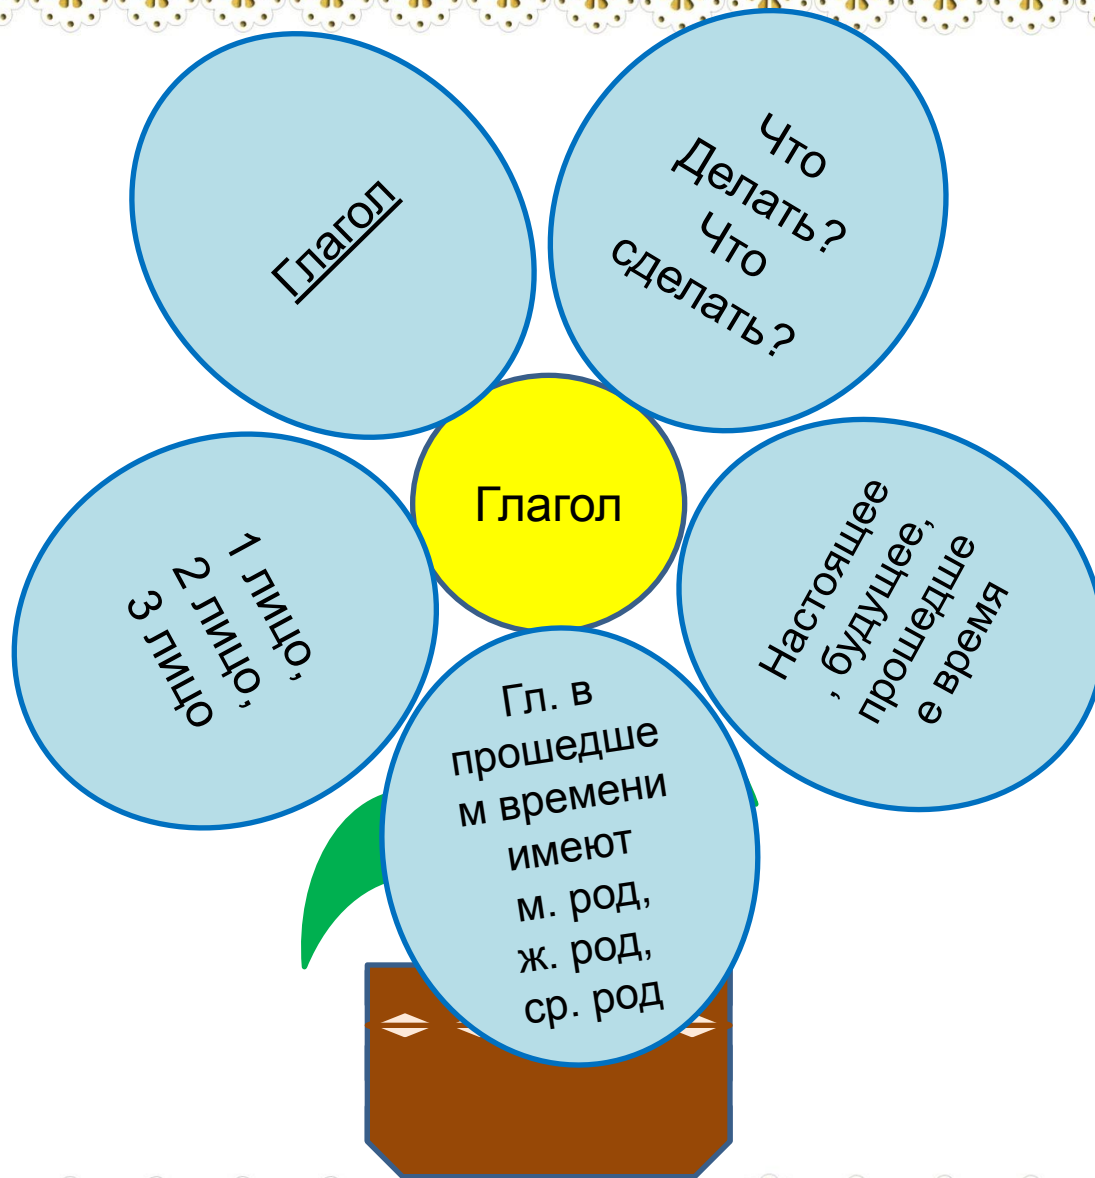 Глагол
Что
Делать?
Что
сделать?
Глагол
1 лицо,
2 лицо,
3 лицо
Настоящее
, будущее,
прошедше
е время
Гл. в
прошедше
м времени
имеют
м. род,
ж. род,
ср. род